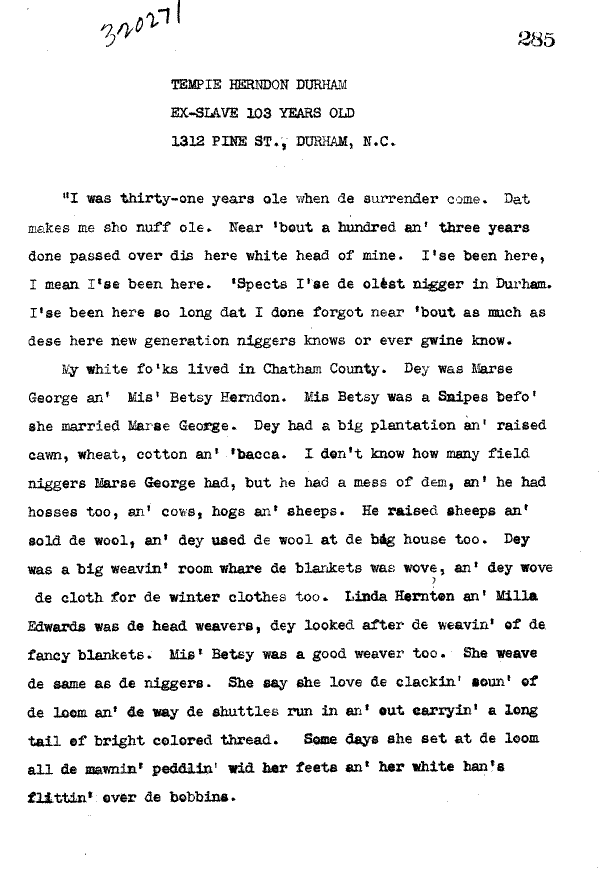 320271
285
TEMPIE HERNDON DURHAM
EX-SLAVE 103 YEARS OLD
1312 PINE ST., DURHAM, N.C.
"I was thirty-one years ole when de surrender come. Dat
makes me sho nuff ole. Near 'bout a hundred an' three years
done passed over dis here white head of mine. I'se been here,
I mean I'se been here. 'Spects I'se de olest nigger in Durham.
I'se been here so long dat I done forgot near 'bout as much as
dese here new generation niggers knows or ever gwine know.
My white fo'ks lived in Chatham County. Dey was Marse
George an' Mis' Betsy Herndon. Mis Betsy was a Snipes befo'
she married Marse George. Dey had a big plantation an' raised
cawn, wheat, cotton an' 'bacca. I don't know how many field
niggers Marse George had, but he had a mess of dem, an' he had
hosses too, an' cows, hogs an' sheeps. He raised sheeps an'
sold de wool, an' dey used de wool at de big house too. Dey
was a big weavin' room whare de blankets was wove, an' dey wove
de cloth for de winter clothes too. Linda Hernton an' Milla
Edwards was de head weavers, dey looked after de weavin' of de
fancy blankets. Mis' Betsy was a good weaver too. She weave
de same as de niggers. She say she love de clackin' soun' of
de loom an' de way de shuttles run in an' out carryin' a long
tail of bright colored thread. Some days she set at de loom
all de mawnin' peddlin' wid her feets an' her white han's
flittin' over de bobbins.